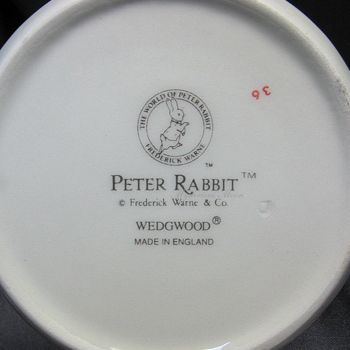 THE WORLD OF PETER RABBIT
FREDERICK WARNE
™
PETER RABBIT™
© Frederick Warne & Co.
WEDGWOOD®
MADE IN ENGLAND
36